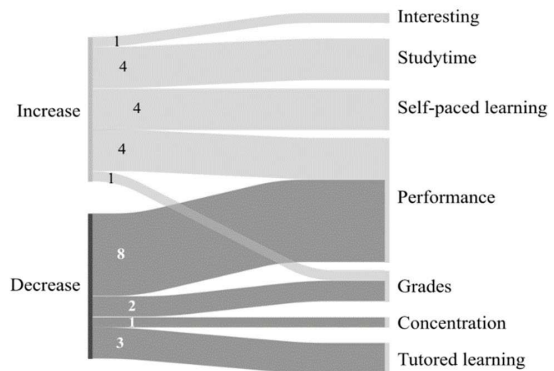 Interesting
1
Studytime
4
Self-paced learning
4
Increase
4
1
Performance
8
Decrease
Grades
2
Concentration
1
Tutored learning
3